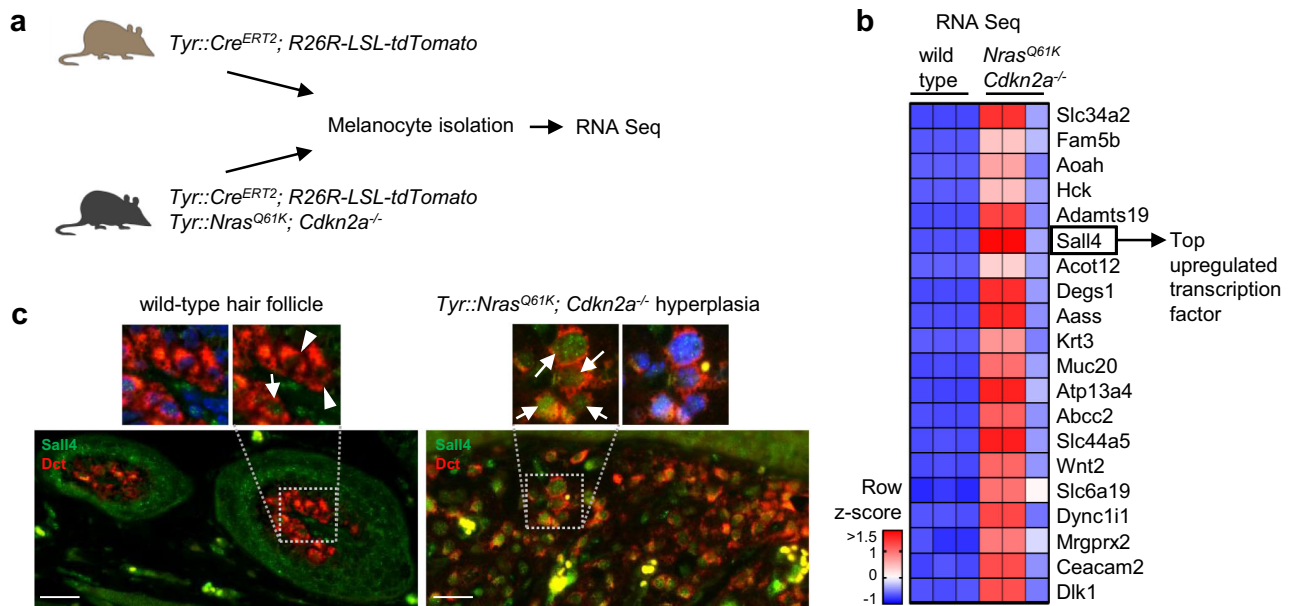 a
Tyr::CreERT2; R26R-LSL-tdTomato
Melanocyte isolation
RNA Seq
Tyr::CreERT2; R26R-LSL-tdTomato
Tyr::NrasQ61K; Cdkn2a-/-
b
RNA Seq
wild
type
NrasQ61K
Cdkn2a-/-
Slc34a2
Fam5b
Aoah
Hck
Adamts19
Sall4
Acot12
Degs1
Aass
Krt3
Muc20
Atp13a4
Abcc2
Slc44a5
Wnt2
Slc6a19
Dync1i1
Mrgprx2
Ceacam2
Dlk1
Top
upregulated
transcription
factor
Row
z-score
>1.5
1
0
-1
c
wild-type hair follicle
Tyr::NrasQ61K; Cdkn2a-/- hyperplasia
Sall4
Dct
Sall4
Dct